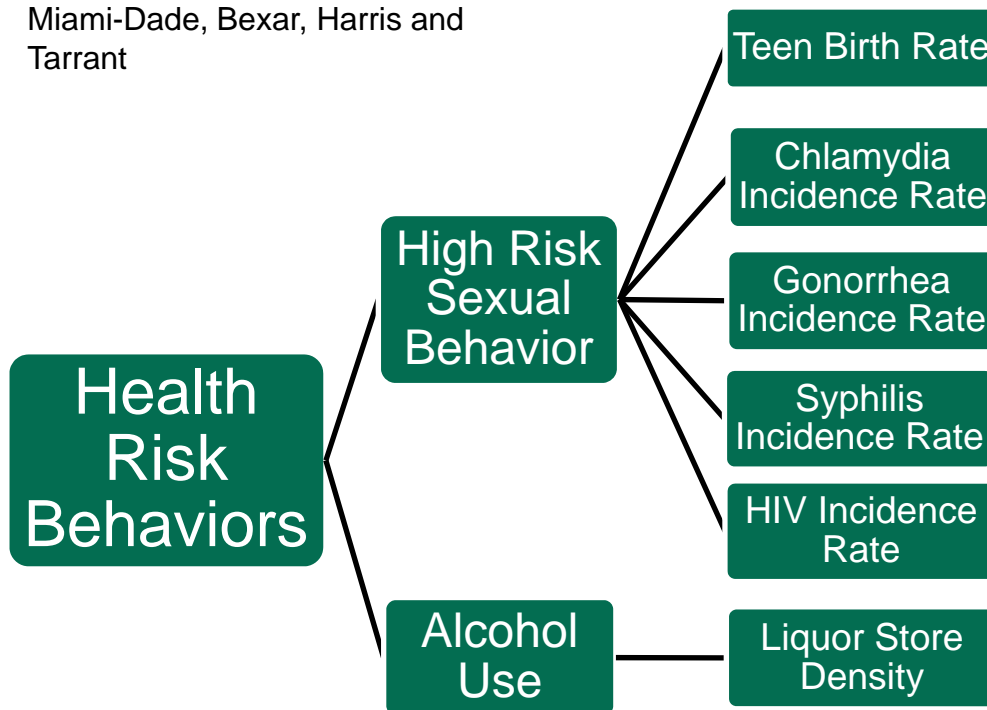 Miami-Dade, Bexar, Harris and
Tarrant
Health
Risk
Behaviors
High Risk
Sexual
Behavior
Alcohol
Use
Teen Birth Rate
Chlamydia
Incidence Rate
Gonorrhea
Incidence Rate
Syphilis
Incidence Rate
HIV Incidence
Rate
Liquor Store
Density